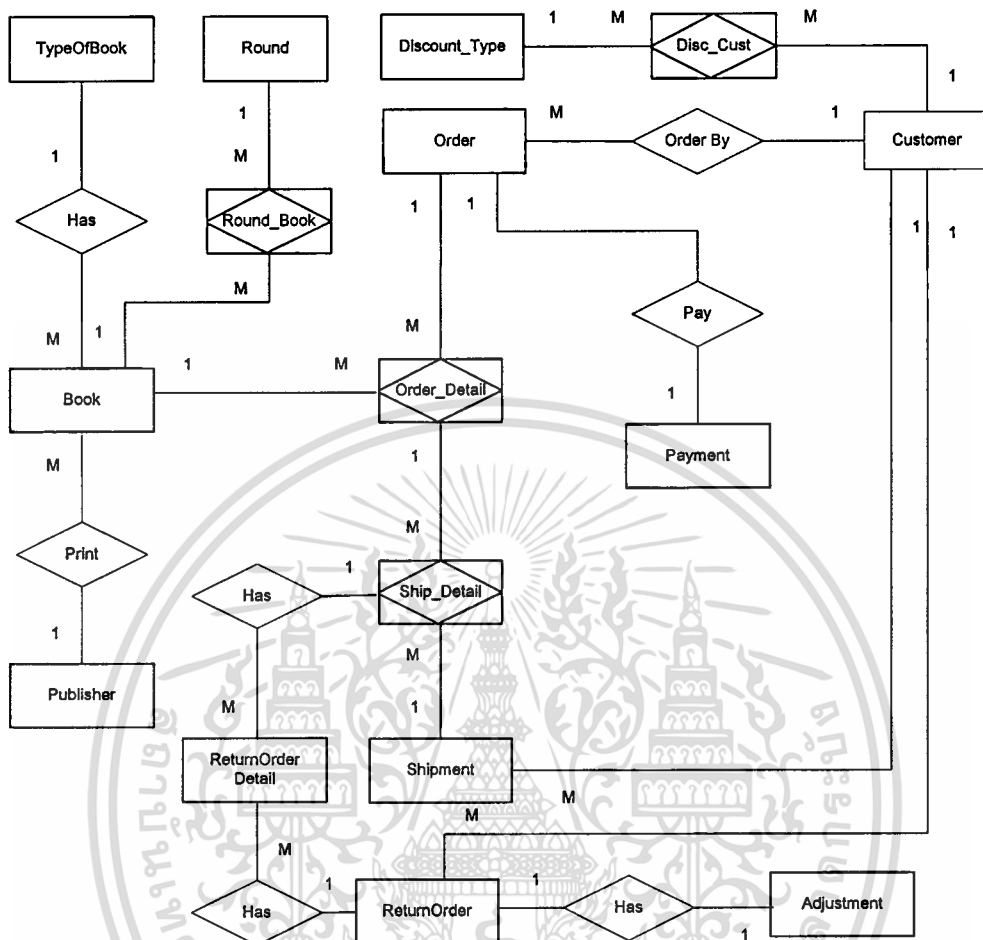 1 M M
TypeOfBook Round Discount_Type Disc_Cust
1 1
M 1
1 M Order Order By Customer
Has Round_Book 1 1 1 1
M Pay
M 1 M
1 M
Book Order_Detail
M 1 1 Payment
M
Print 1 Ship_Detail
Has
1 M
Publisher M 1
ReturnOrder
Detail
Shipment
M M
M
1 1
Has ReturnOrder Has Adjustment
1